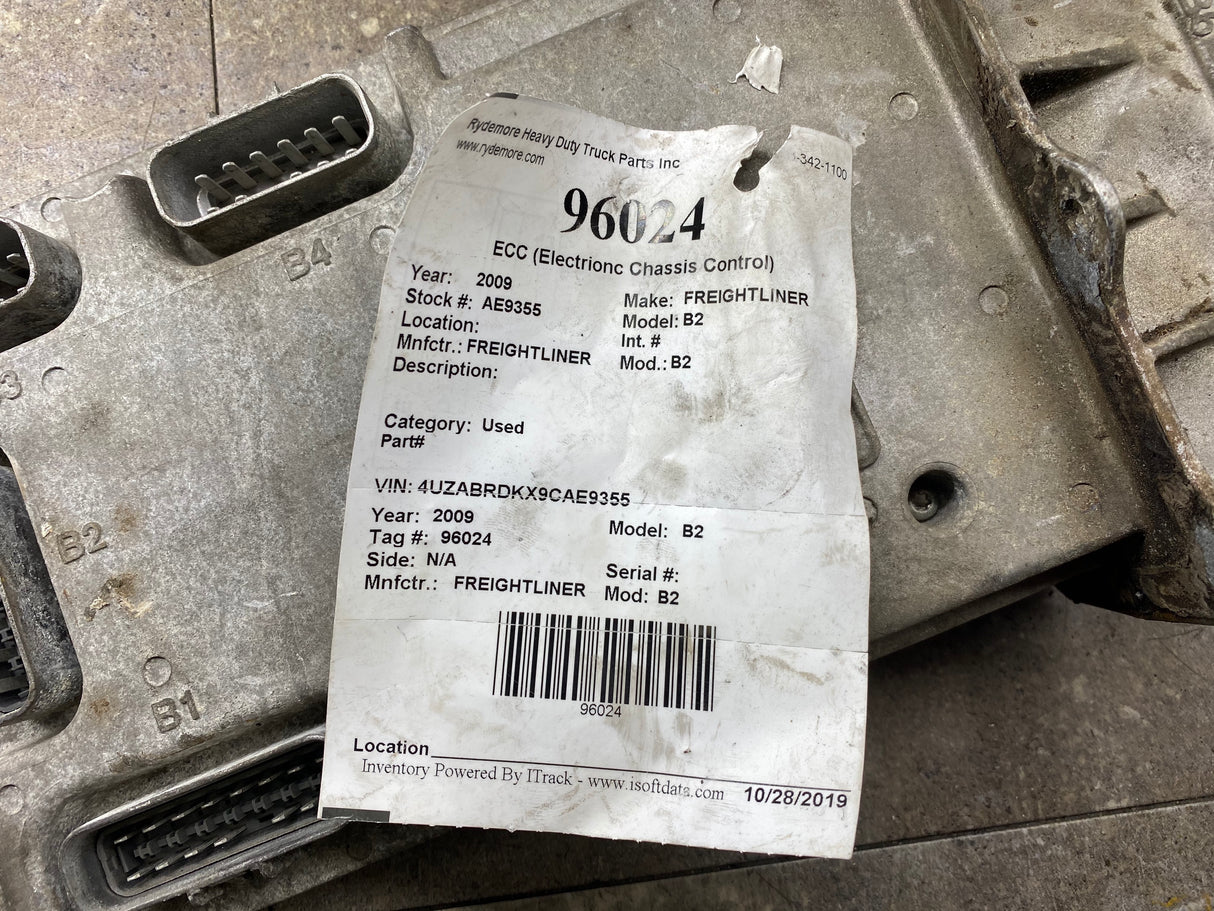 Rydemore Heavy Duty Truck Parts Inc
www.rydemore.com
-342-1100
96024
ECC (Electrionc Chassis Control)
Year: 2009
Stock #: AE9355 Make: FREIGHTLINER
Location: Model: B2
Int. #
Mnfctr.: FREIGHTLINER Mod.: B2
Description:
Category: Used
Part#
VIN: 4UZABRDKX9CAE9355
Year: 2009 Model: B2
Tag #: 96024
Side: N/A Serial #:
Mnfctr.: FREIGHTLINER Mod: B2
96024
Location
Inventory Powered By ITrack - www.isoftdata.com 10/28/2019
B4
3
B2
B1